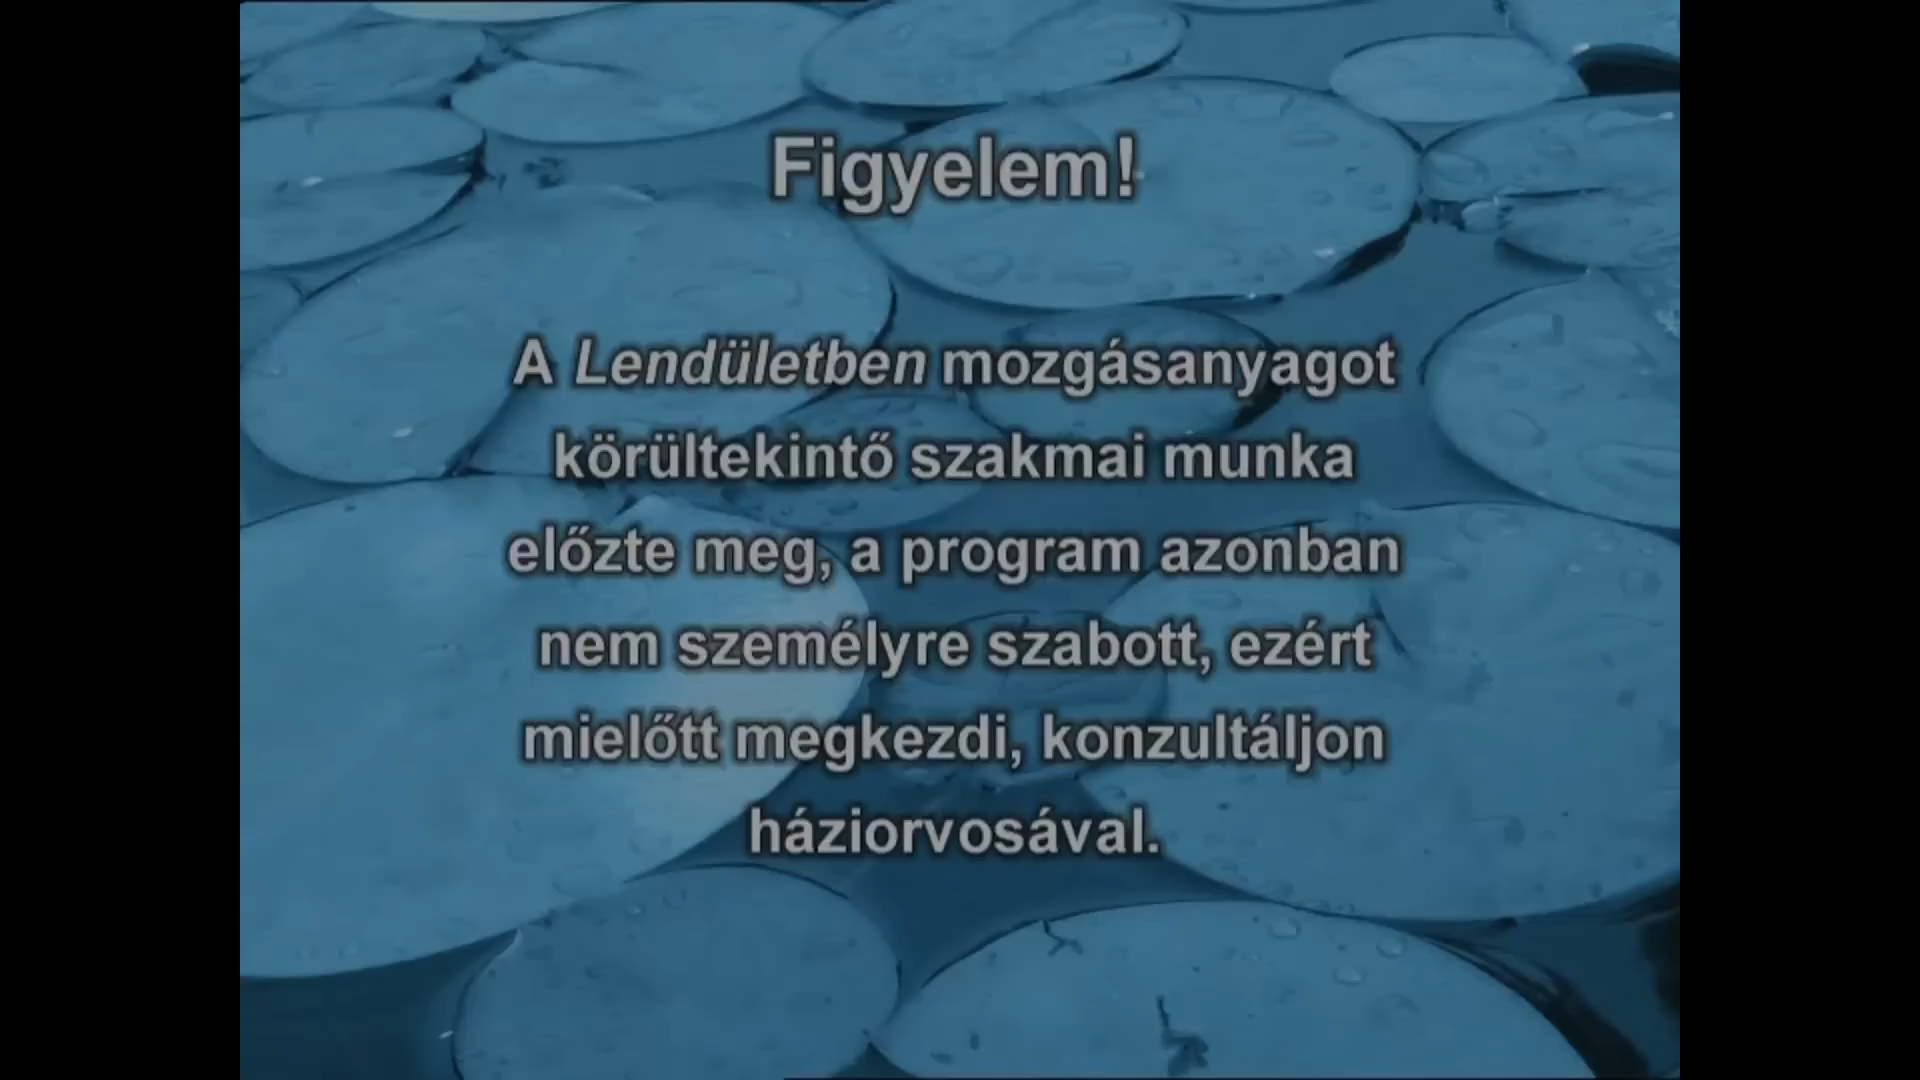 Figyelem!
A Lendületben mozgásanyagot
körültekintő szakmai munka
előzte meg, a program azonban
nem személyre szabott, ezért
mielőtt megkezdi, konzultáljon
háziorvosával.